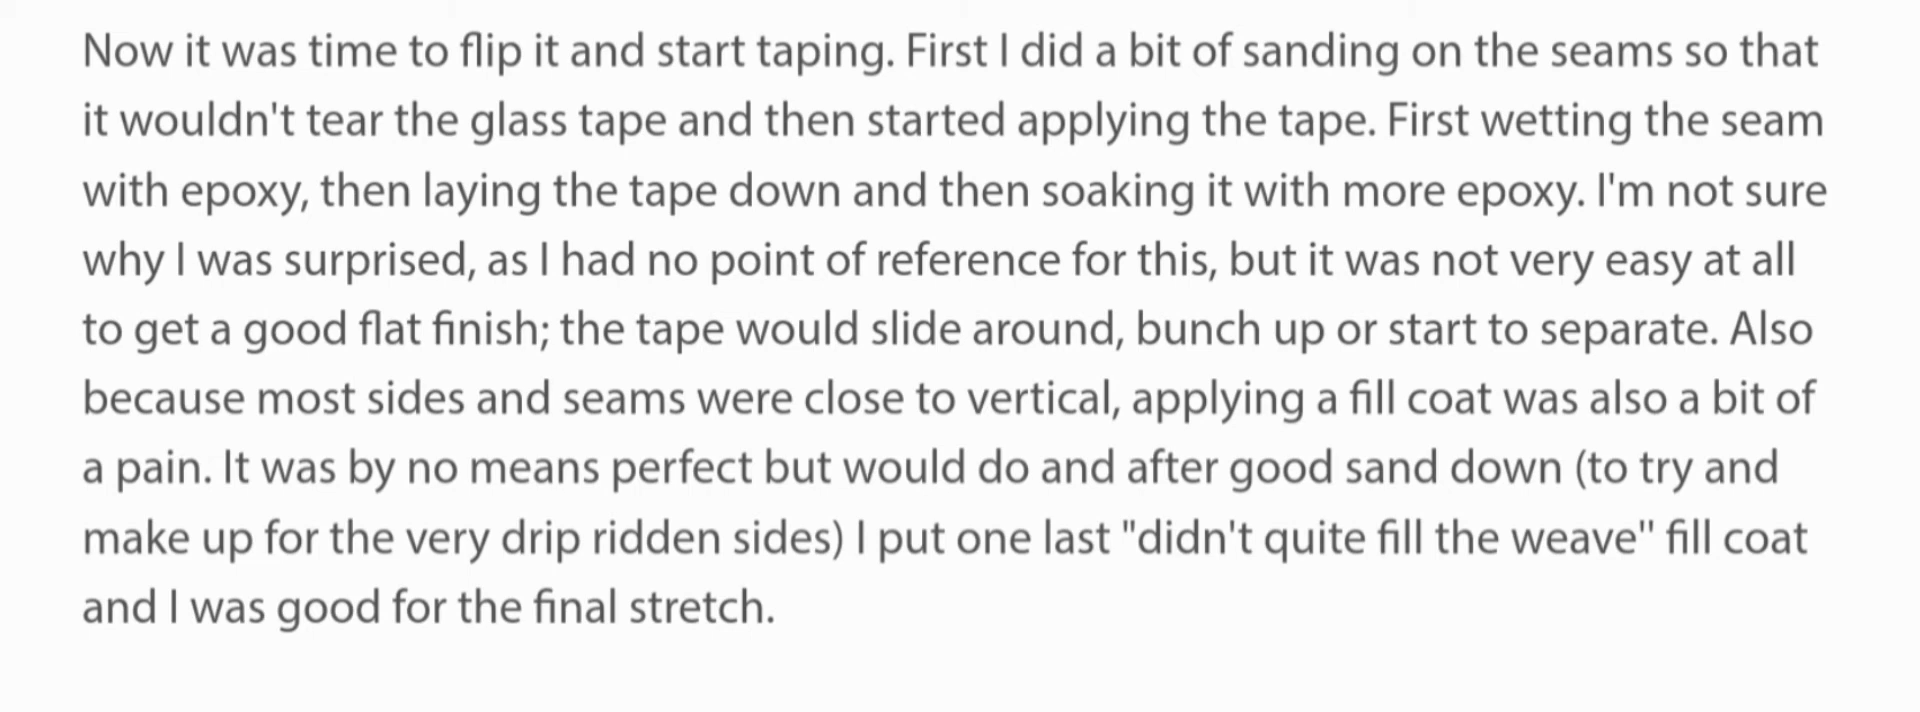 Now it was time to flip it and start taping. First I did a bit of sanding on the seams so that
it wouldn't tear the glass tape and then started applying the tape. First wetting the seam
with epoxy, then laying the tape down and then soaking it with more epoxy. I'm not sure
why I was surprised, as I had no point of reference for this, but it was not very easy at all
to get a good flat finish; the tape would slide around, bunch up or start to separate. Also
because most sides and seams were close to vertical, applying a fill coat was also a bit of
a pain. It was by no means perfect but would do and after good sand down (to try and
make up for the very drip ridden sides) I put one last "didn't quite fill the weave" fill coat
and I was good for the final stretch.